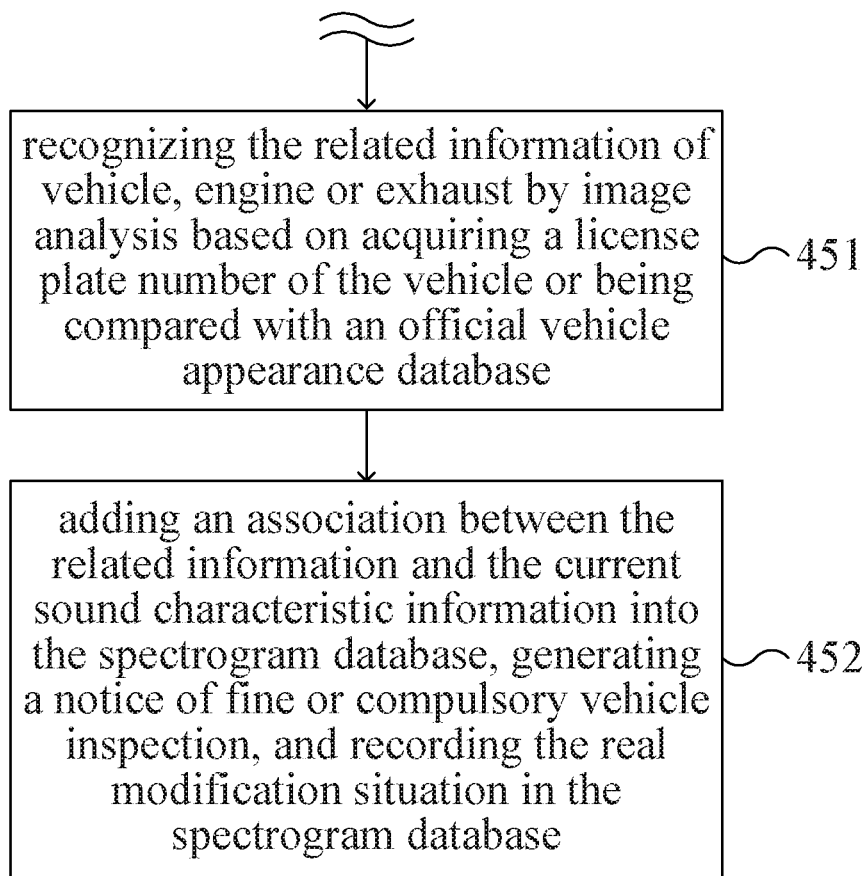 recognizing the related information of
vehicle, engine or exhaust by image
analysis based on acquiring a license
plate number of the vehicle or being
compared with an official vehicle
appearance database
451
adding an association between the
related information and the current
sound characteristic information into
the spectrogram database, generating
a notice of fine or compulsory vehicle
inspection, and recording the real
modification situation in the
spectrogram database
452